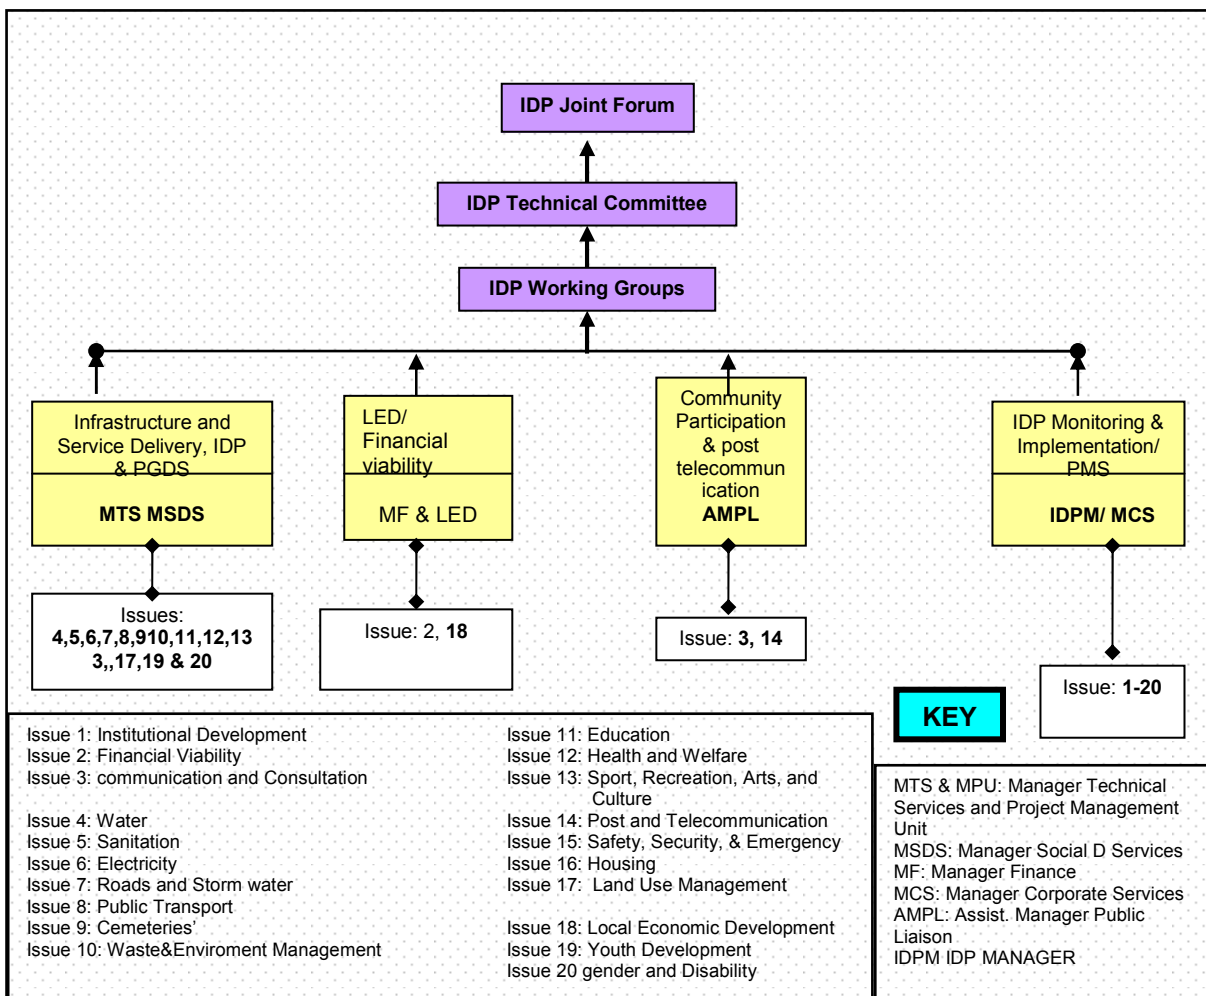 IDP Joint Forum
IDP Technical Committee
IDP Working Groups
Infrastructure and
Service Delivery, IDP
& PGDS
MTS MSDS
LED/
Financial
viability
MF & LED
Community
Participation
& post
telecommun
ication
AMPL
IDP Monitoring &
Implementation/
PMS
IDPM/ MCS
Issues:
4,5,6,7,8,910,11,12,13
3,,17,19 & 20
Issue: 2, 18
Issue: 3, 14
Issue: 1-20
KEY
Issue 1: Institutional Development
Issue 2: Financial Viability
Issue 3: communication and Consultation
Issue 4: Water
Issue 5: Sanitation
Issue 6: Electricity
Issue 7: Roads and Storm water
Issue 8: Public Transport
Issue 9: Cemeteries'
Issue 10: Waste&Enviroment Management
Issue 11: Education
Issue 12: Health and Welfare
Issue 13: Sport, Recreation, Arts, and
Culture
Issue 14: Post and Telecommunication
Issue 15: Safety, Security, & Emergency
Issue 16: Housing
Issue 17:  Land Use Management
Issue 18: Local Economic Development
Issue 19: Youth Development
Issue 20 gender and Disability
MTS & MPU: Manager Technical
Services and Project Management
Unit
MSDS: Manager Social D Services
MF: Manager Finance
MCS: Manager Corporate Services
AMPL: Assist. Manager Public
Liaison
IDPM IDP MANAGER